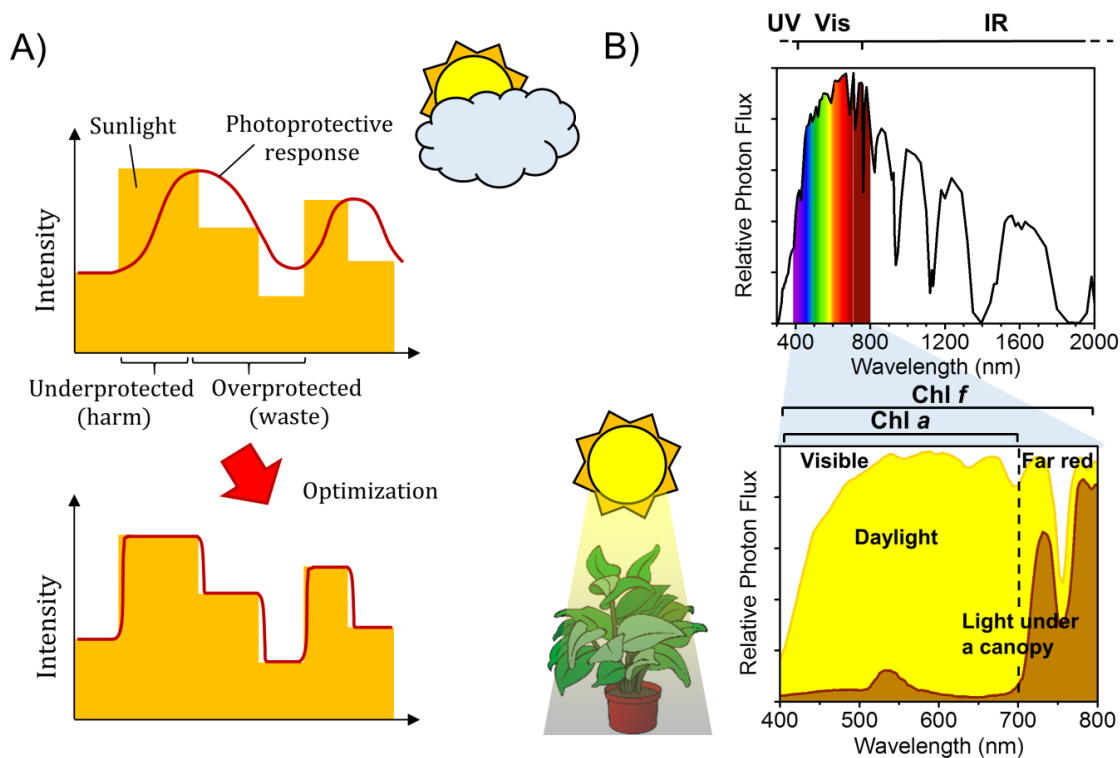 A)
Sunlight
Photoprotective
response
Intensity
Underprotected
(harm)
Overprotected
(waste)
Optimization
Intensity
B)
UV Vis IR
Relative Photon Flux
400 800 1200 1600 2000
Wavelength (nm)
Chl f
Chl a
Visible Far red
Daylight
Light under
a canopy
Relative Photon Flux
400 500 600 700 800
Wavelength (nm)